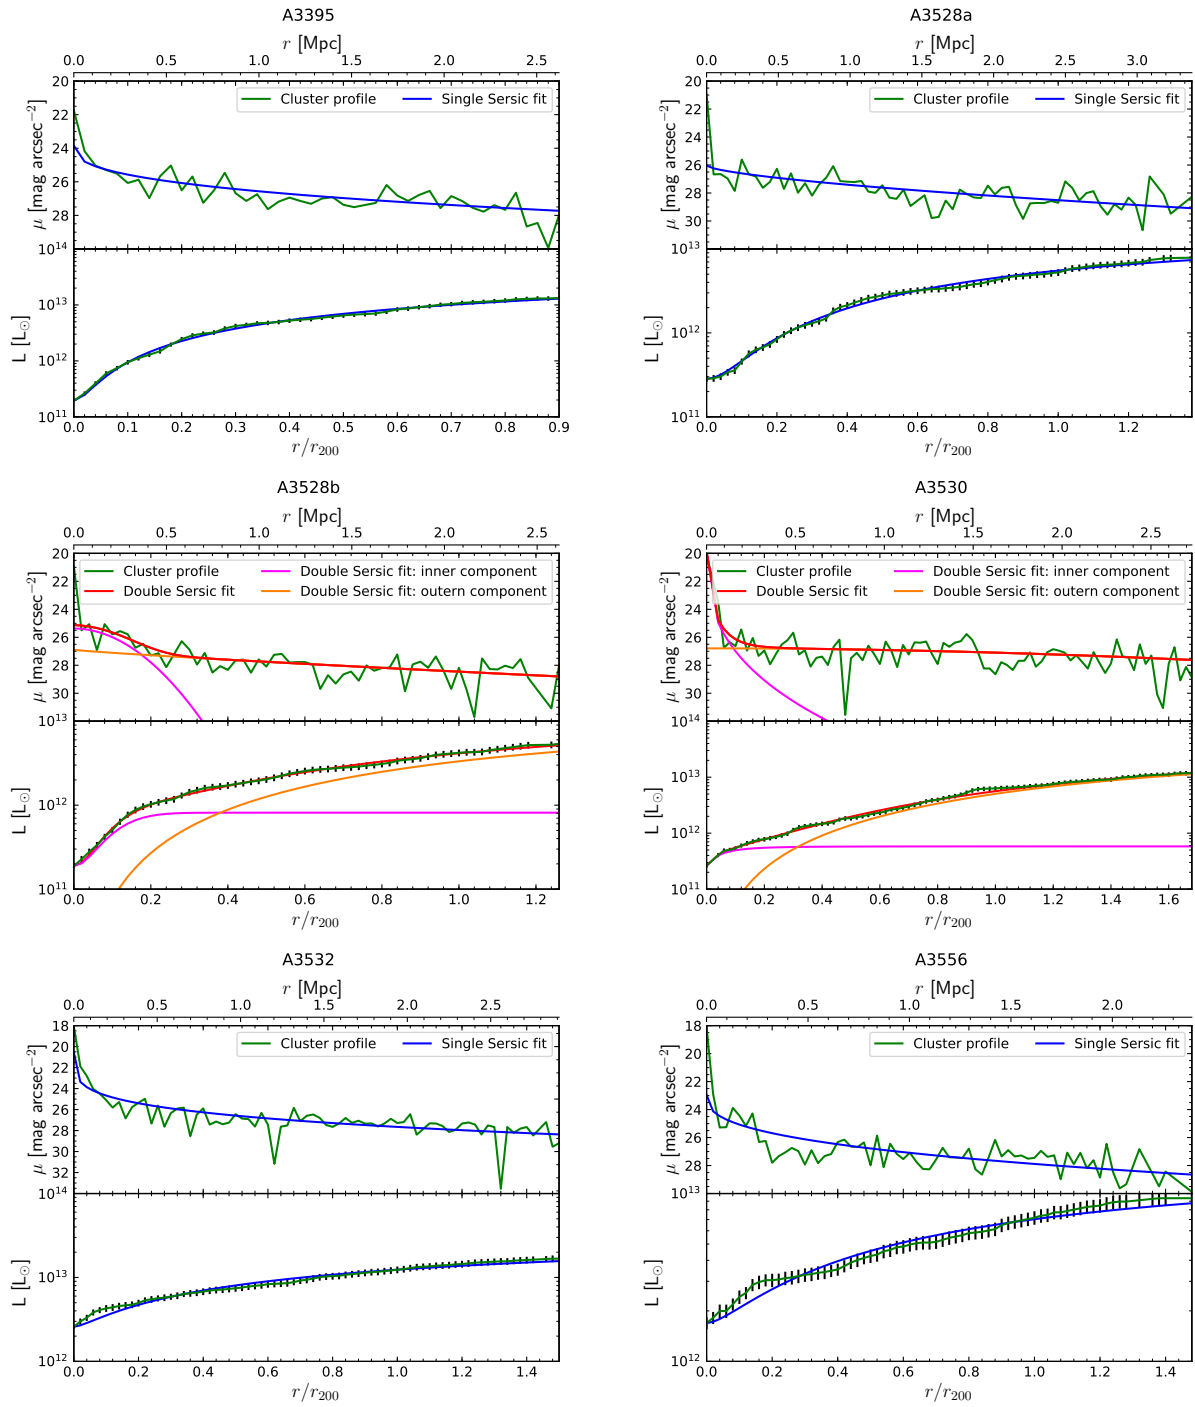 A3395
r [Mpc]
0.0 0.5 1.0 1.5 2.0 2.5
20
22
24
26
28
μ [mag arcsec⁻²]
Cluster profile Single Sersic fit
10¹⁴
10¹³
10¹²
10¹¹
L [L⊙]
0.0 0.1 0.2 0.3 0.4 0.5 0.6 0.7 0.8 0.9
r/r₂₀₀
A3528a
r [Mpc]
0.0 0.5 1.0 1.5 2.0 2.5 3.0
20
22
24
26
28
30
μ [mag arcsec⁻²]
Cluster profile Single Sersic fit
10¹³
10¹²
10¹¹
L [L⊙]
0.0 0.2 0.4 0.6 0.8 1.0 1.2
r/r₂₀₀
A3528b
r [Mpc]
0.0 0.5 1.0 1.5 2.0 2.5
20
22
24
26
28
30
μ [mag arcsec⁻²]
Cluster profile Double Sersic fit: inner component
Double Sersic fit Double Sersic fit: outern component
10¹³
10¹²
10¹¹
L [L⊙]
0.0 0.2 0.4 0.6 0.8 1.0 1.2
r/r₂₀₀
A3530
r [Mpc]
0.0 0.5 1.0 1.5 2.0 2.5
20
22
24
26
28
30
μ [mag arcsec⁻²]
Cluster profile Double Sersic fit: inner component
Double Sersic fit Double Sersic fit: outern component
10¹⁴
10¹³
10¹²
10¹¹
L [L⊙]
0.0 0.2 0.4 0.6 0.8 1.0 1.2 1.4 1.6
r/r₂₀₀
A3532
r [Mpc]
0.0 0.5 1.0 1.5 2.0 2.5
18
20
22
24
26
28
30
32
μ [mag arcsec⁻²]
Cluster profile Single Sersic fit
10¹⁴
10¹³
10¹²
L [L⊙]
0.0 0.2 0.4 0.6 0.8 1.0 1.2 1.4
r/r₂₀₀
A3556
r [Mpc]
0.0 0.5 1.0 1.5 2.0
18
20
22
24
26
28
μ [mag arcsec⁻²]
Cluster profile Single Sersic fit
10¹³
10¹²
L [L⊙]
0.0 0.2 0.4 0.6 0.8 1.0 1.2 1.4
r/r₂₀₀